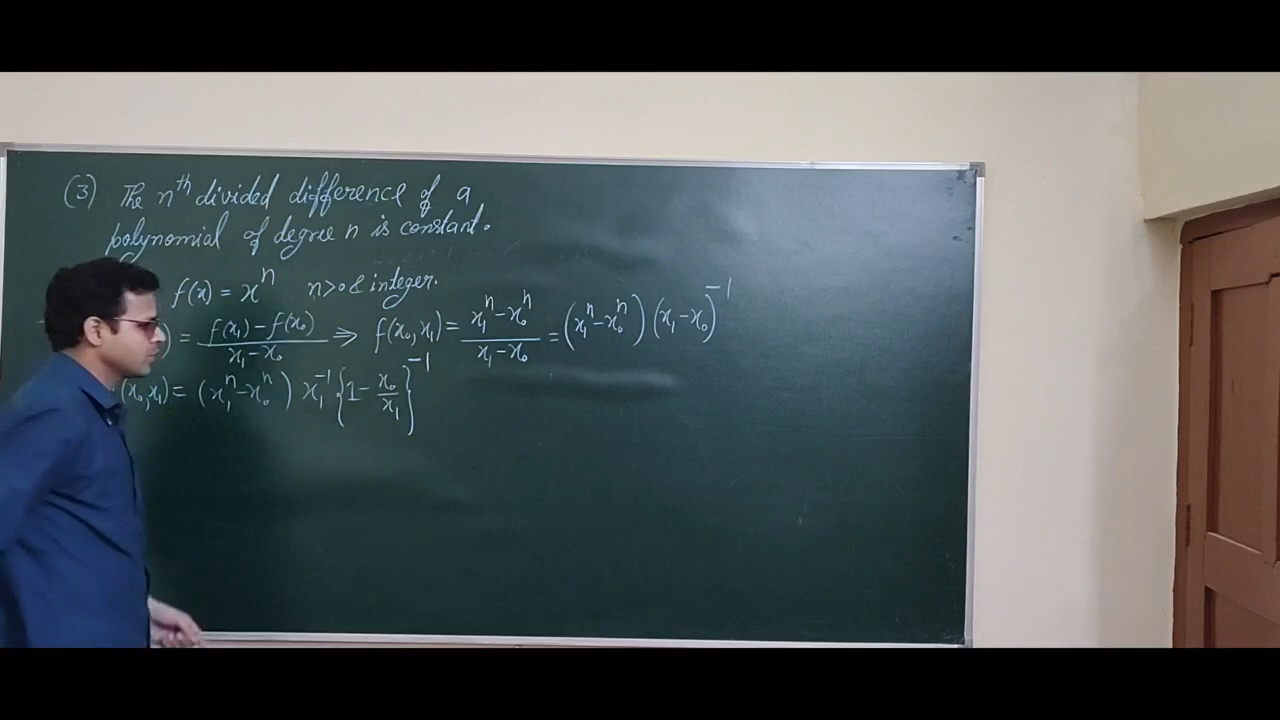 (3) The nth divided difference of a
polynomial of degree n is constant.
f(x) = x^n n>0 & integer.
) = f(x₁) - f(x₀) / x₁ - x₀ ⇒ f(x₀, x₁) = x₁^n - x₀^n / x₁ - x₀ = (x₁^n - x₀^n) (x₁ - x₀)^-1
(x₀, x₁) = (x₁^n - x₀^n) x₁^-1 {1 - x₀/x₁}^-1